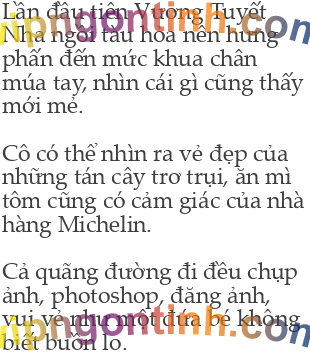 Lần đầu tiên Vương Tuyết
Nhã ngồi tàu hỏa nên hưng
phấn đến mức khua chân
múa tay, nhìn cái gì cũng thấy
mới mẻ.

Cô có thể nhìn ra vẻ đẹp của
những tán cây trơ trụi, ăn mì
tôm cũng có cảm giác của nhà
hàng Michelin.

Cả quãng đường đi đều chụp
ảnh, photoshop, đăng ảnh,
vui vẻ như một đứa bé không
biết buồn lo.